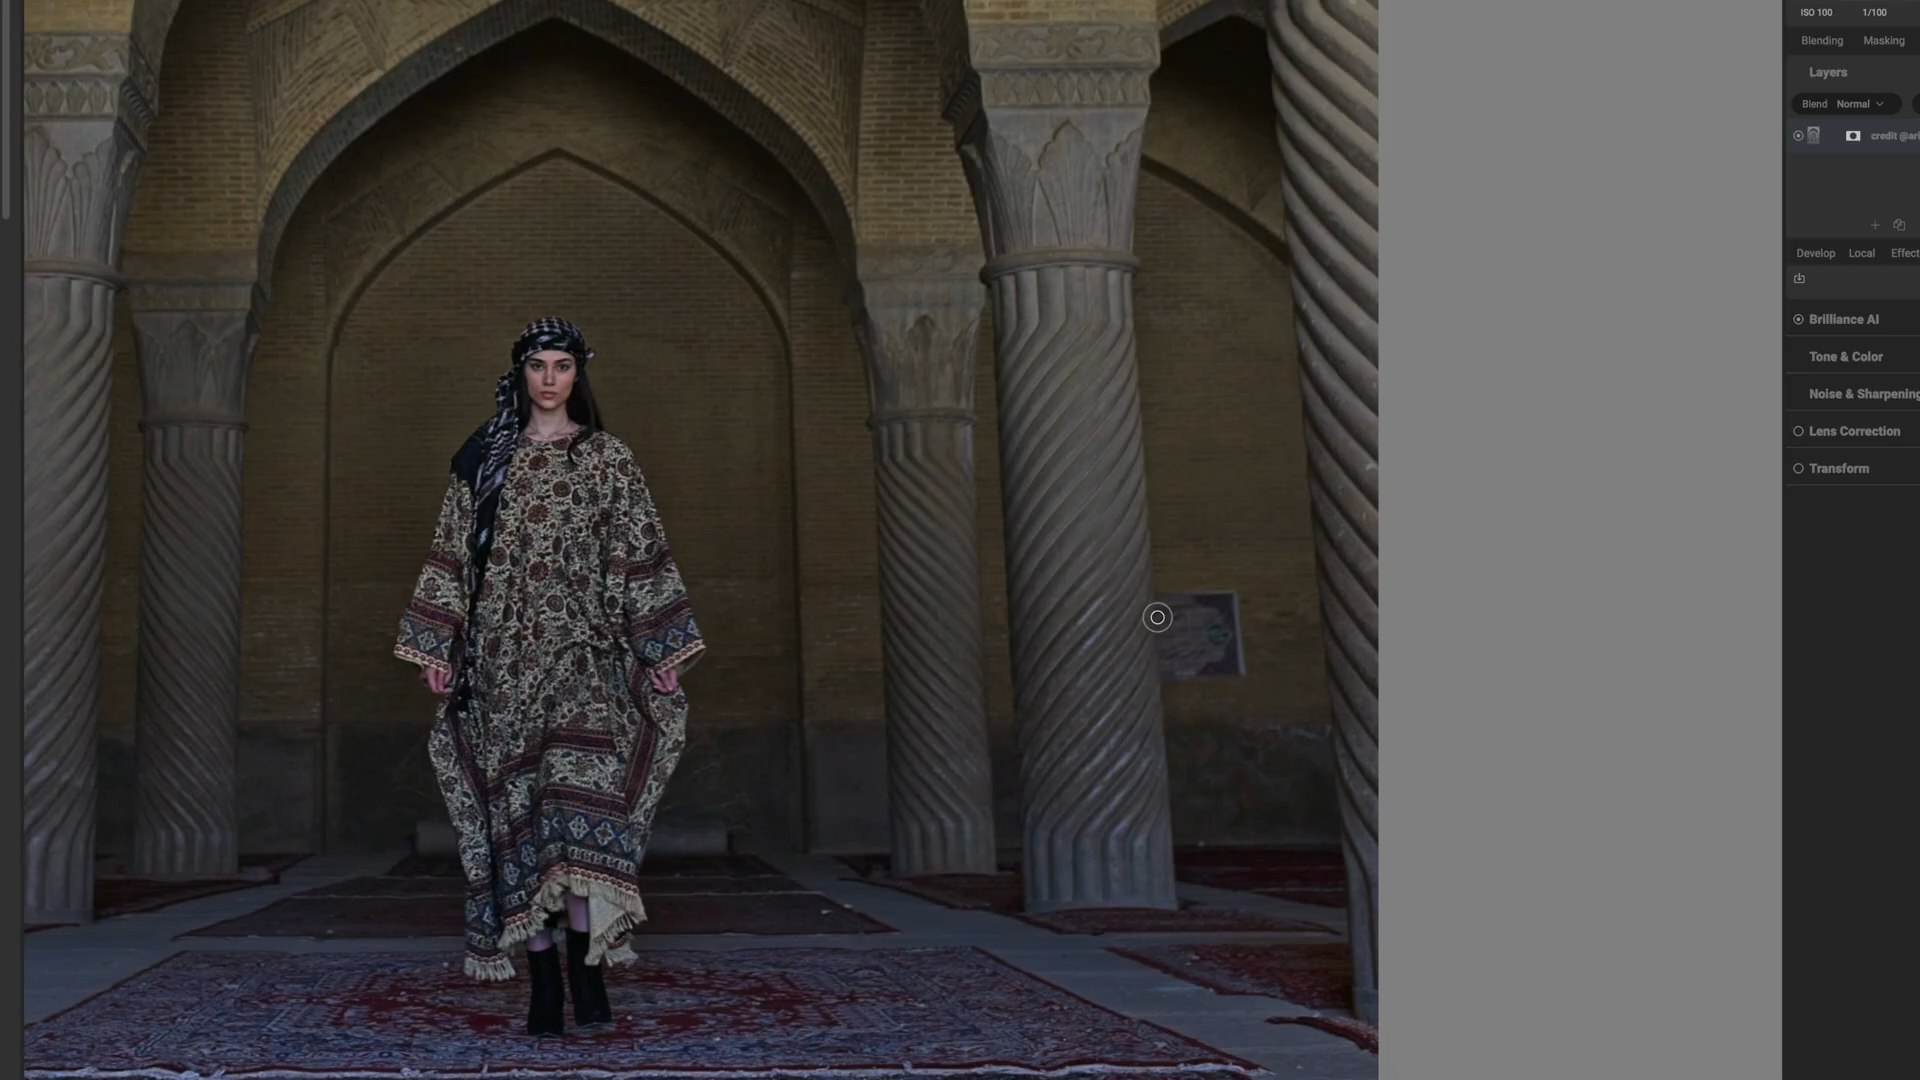 ISO 100 1/100
Blending Masking
Layers
Blend Normal
credit @ari
Develop Local Effect
Brilliance AI
Tone & Color
Noise & Sharpening
Lens Correction
Transform